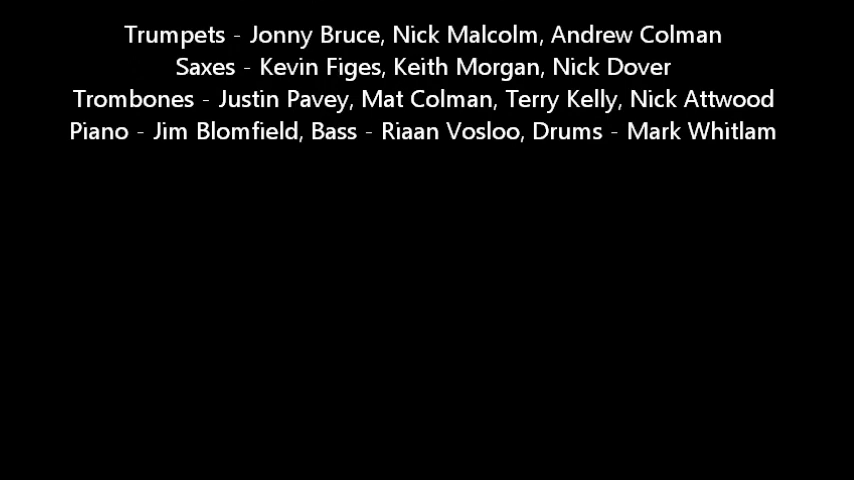 Trumpets - Jonny Bruce, Nick Malcolm, Andrew Colman
Saxes - Kevin Figes, Keith Morgan, Nick Dover
Trombones - Justin Pavey, Mat Colman, Terry Kelly, Nick Attwood
Piano - Jim Blomfield, Bass - Riaan Vosloo, Drums - Mark Whitlam